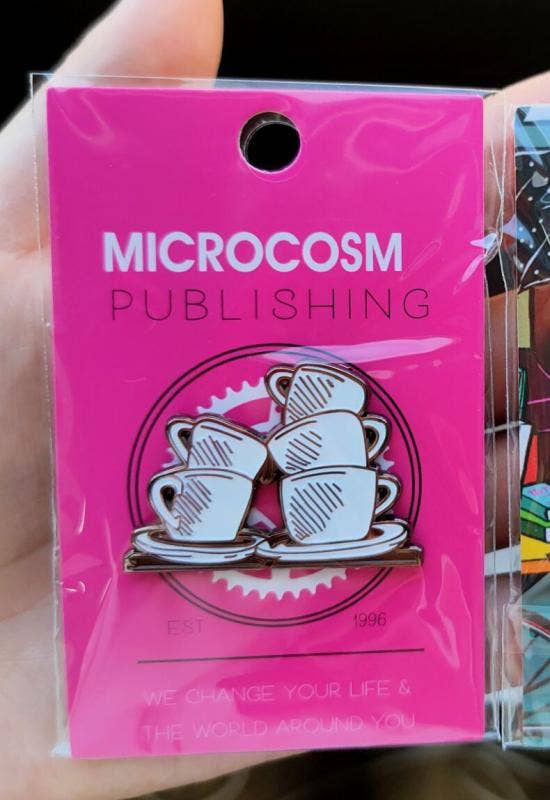 MICROCOSM
PUBLISHING
EST 1996
WE CHANGE YOUR LIFE &
THE WORLD AROUND YOU